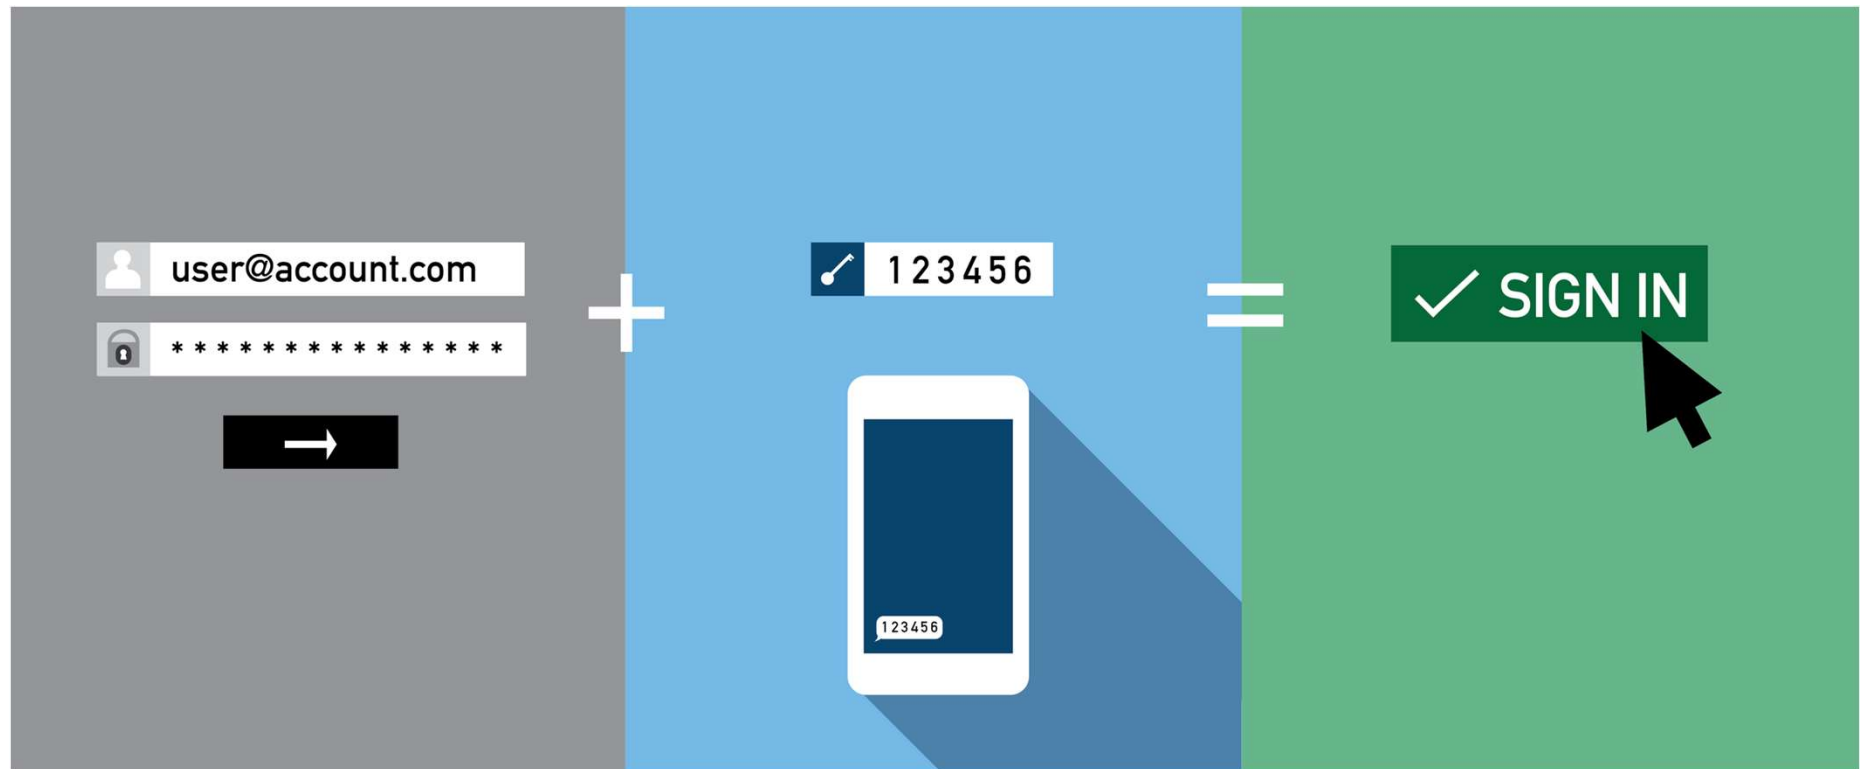 user@account.com
* * * * * * * * * * * * * * *
+
123456
123456
=
SIGN IN